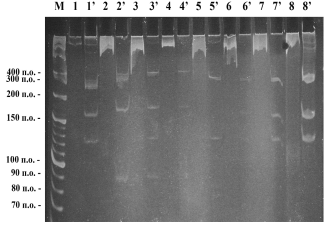 M 1 1’ 2 2’ 3 3’ 4 4’ 5 5’ 6 6’ 7 7’ 8 8’
400 п.о. -
300 п.о. -
200 п.о. -
150 п.о. -
100 п.о. -
90 п.о. -
80 п.о. -
70 п.о. -